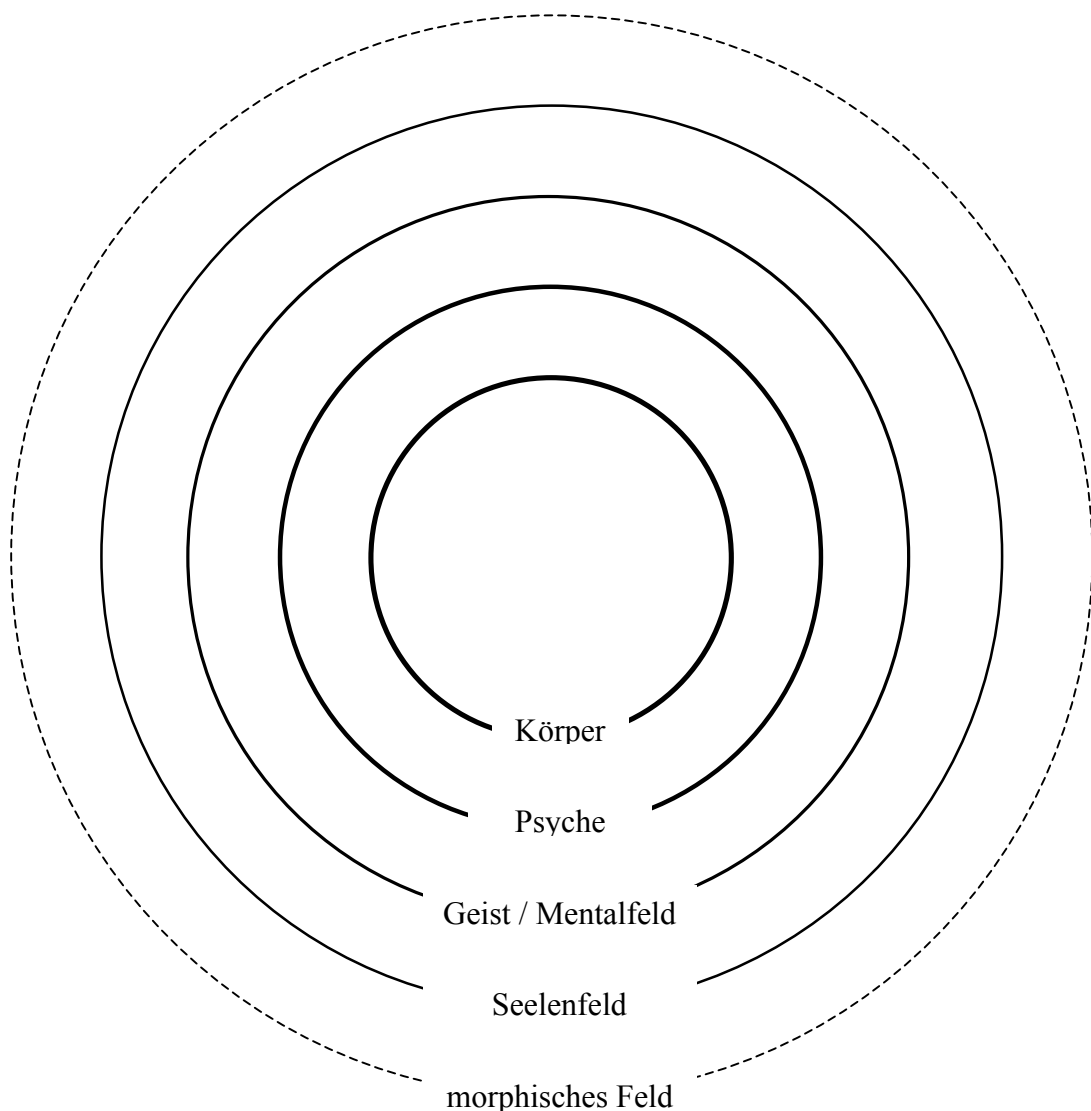 Körper
Psyche
Geist / Mentalfeld
Seelenfeld
morphisches Feld